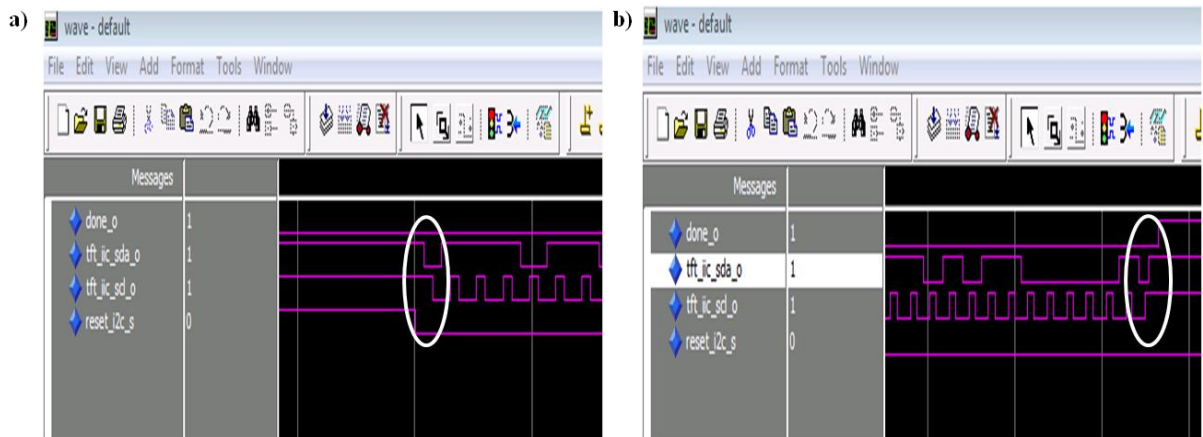 a)
wave - default
File Edit View Add Format Tools Window
Messages
done_o 1
tft_iic_sda_o 1
tft_iic_scl_o 1
reset_i2c_s 0
b)
wave - default
File Edit View Add Format Tools Window
Messages
done_o 1
tft_iic_sda_o 1
tft_iic_scl_o 1
reset_i2c_s 0